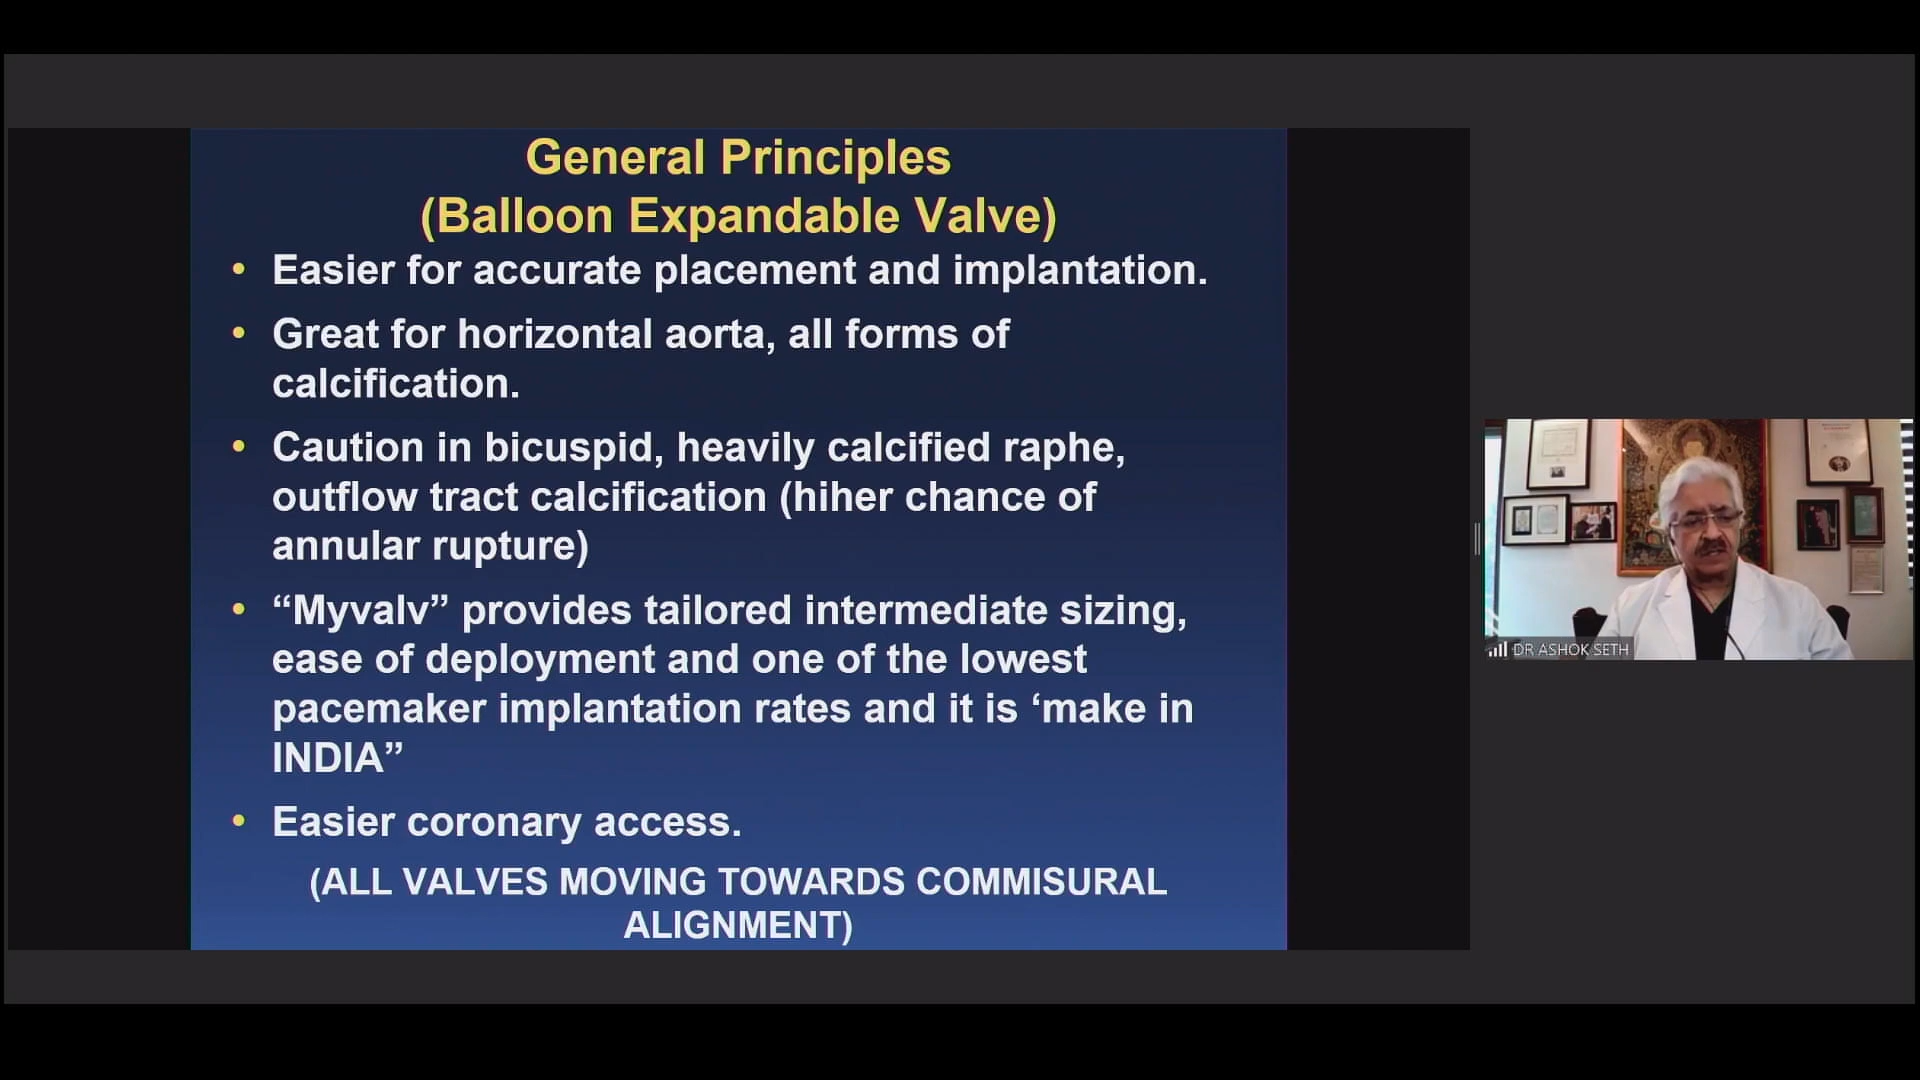 General Principles
(Balloon Expandable Valve)
• Easier for accurate placement and implantation.
• Great for horizontal aorta, all forms of
calcification.
• Caution in bicuspid, heavily calcified raphe,
outflow tract calcification (hiher chance of
annular rupture)
• “Myvalv” provides tailored intermediate sizing,
ease of deployment and one of the lowest
pacemaker implantation rates and it is ‘make in
INDIA”
• Easier coronary access.
(ALL VALVES MOVING TOWARDS COMMISURAL
ALIGNMENT)
DR ASHOK SETH